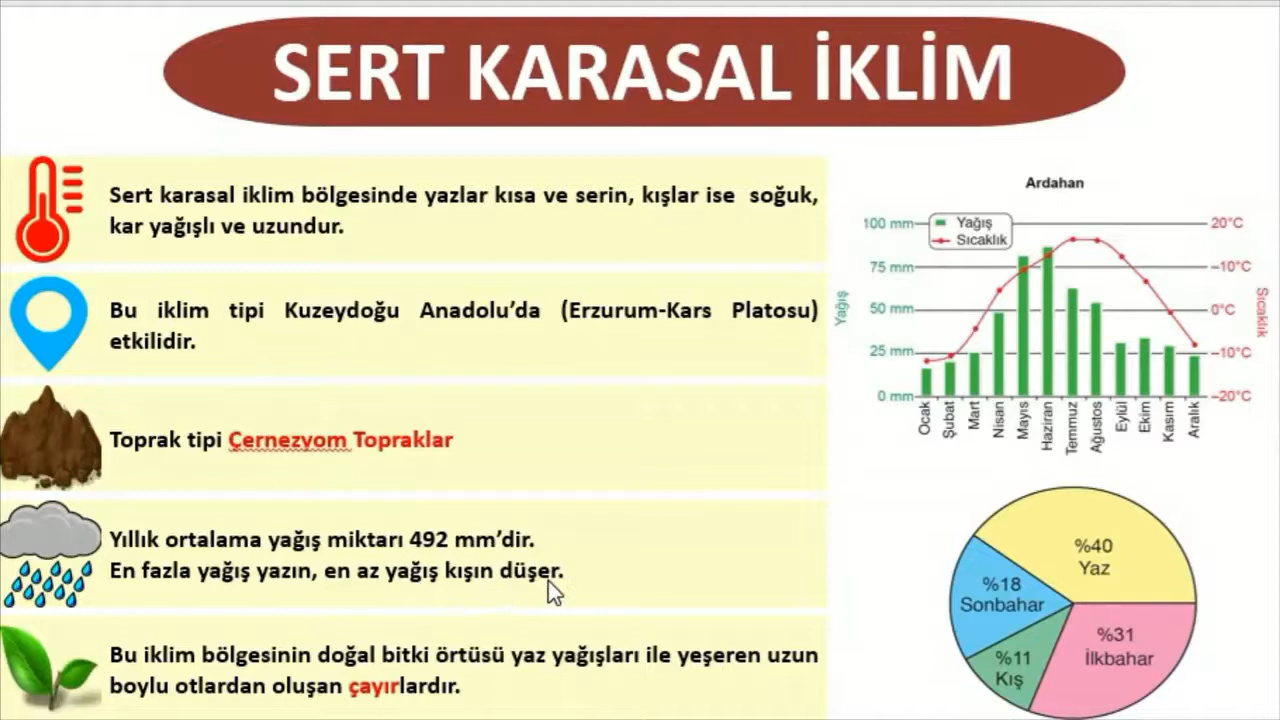 SERT KARASAL İKLİM
Sert karasal iklim bölgesinde yazlar kısa ve serin, kışlar ise soğuk,
kar yağışlı ve uzundur.
Bu iklim tipi Kuzeydoğu Anadolu’da (Erzurum-Kars Platosu)
etkilidir.
Toprak tipi Çernezyom Topraklar
Yıllık ortalama yağış miktarı 492 mm’dir.
En fazla yağış yazın, en az yağış kışın düşer.
Bu iklim bölgesinin doğal bitki örtüsü yaz yağışları ile yeşeren uzun
boylu otlardan oluşan çayırlardır.
Ardahan
Yağış
Sıcaklık
100 mm
75 mm
50 mm
25 mm
0 mm
Yağış
20°C
–10°C
0°C
–10°C
–20°C
Sıcaklık
Ocak
Şubat
Mart
Nisan
Mayıs
Haziran
Temmuz
Ağustos
Eylül
Ekim
Kasım
Aralık
%40
Yaz
%18
Sonbahar
%31
İlkbahar
%11
Kış